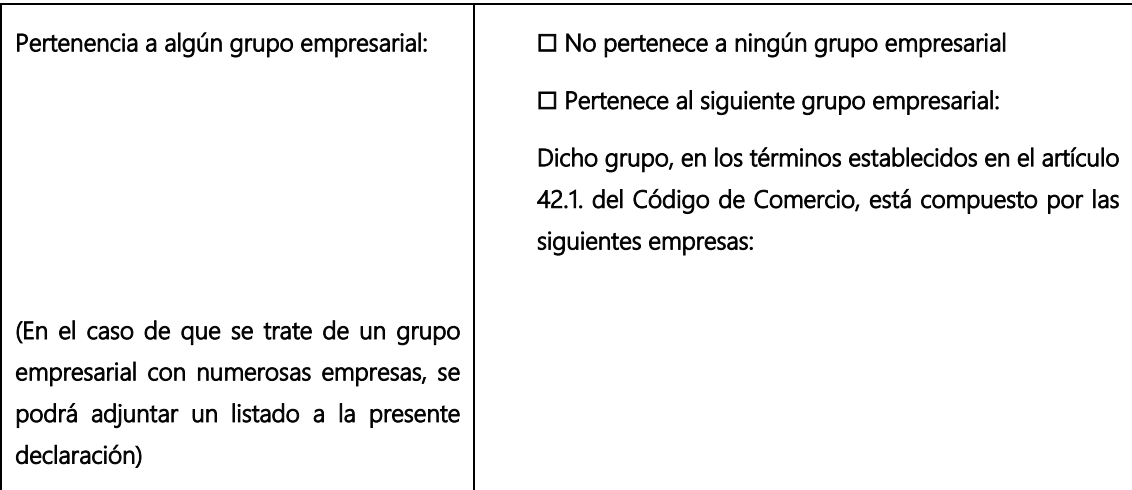 Pertenencia a algún grupo empresarial:
(En el caso de que se trate de un grupo
empresarial con numerosas empresas, se
podrá adjuntar un listado a la presente
declaración)
☐ No pertenece a ningún grupo empresarial
☐ Pertenece al siguiente grupo empresarial:
Dicho grupo, en los términos establecidos en el artículo
42.1. del Código de Comercio, está compuesto por las
siguientes empresas: